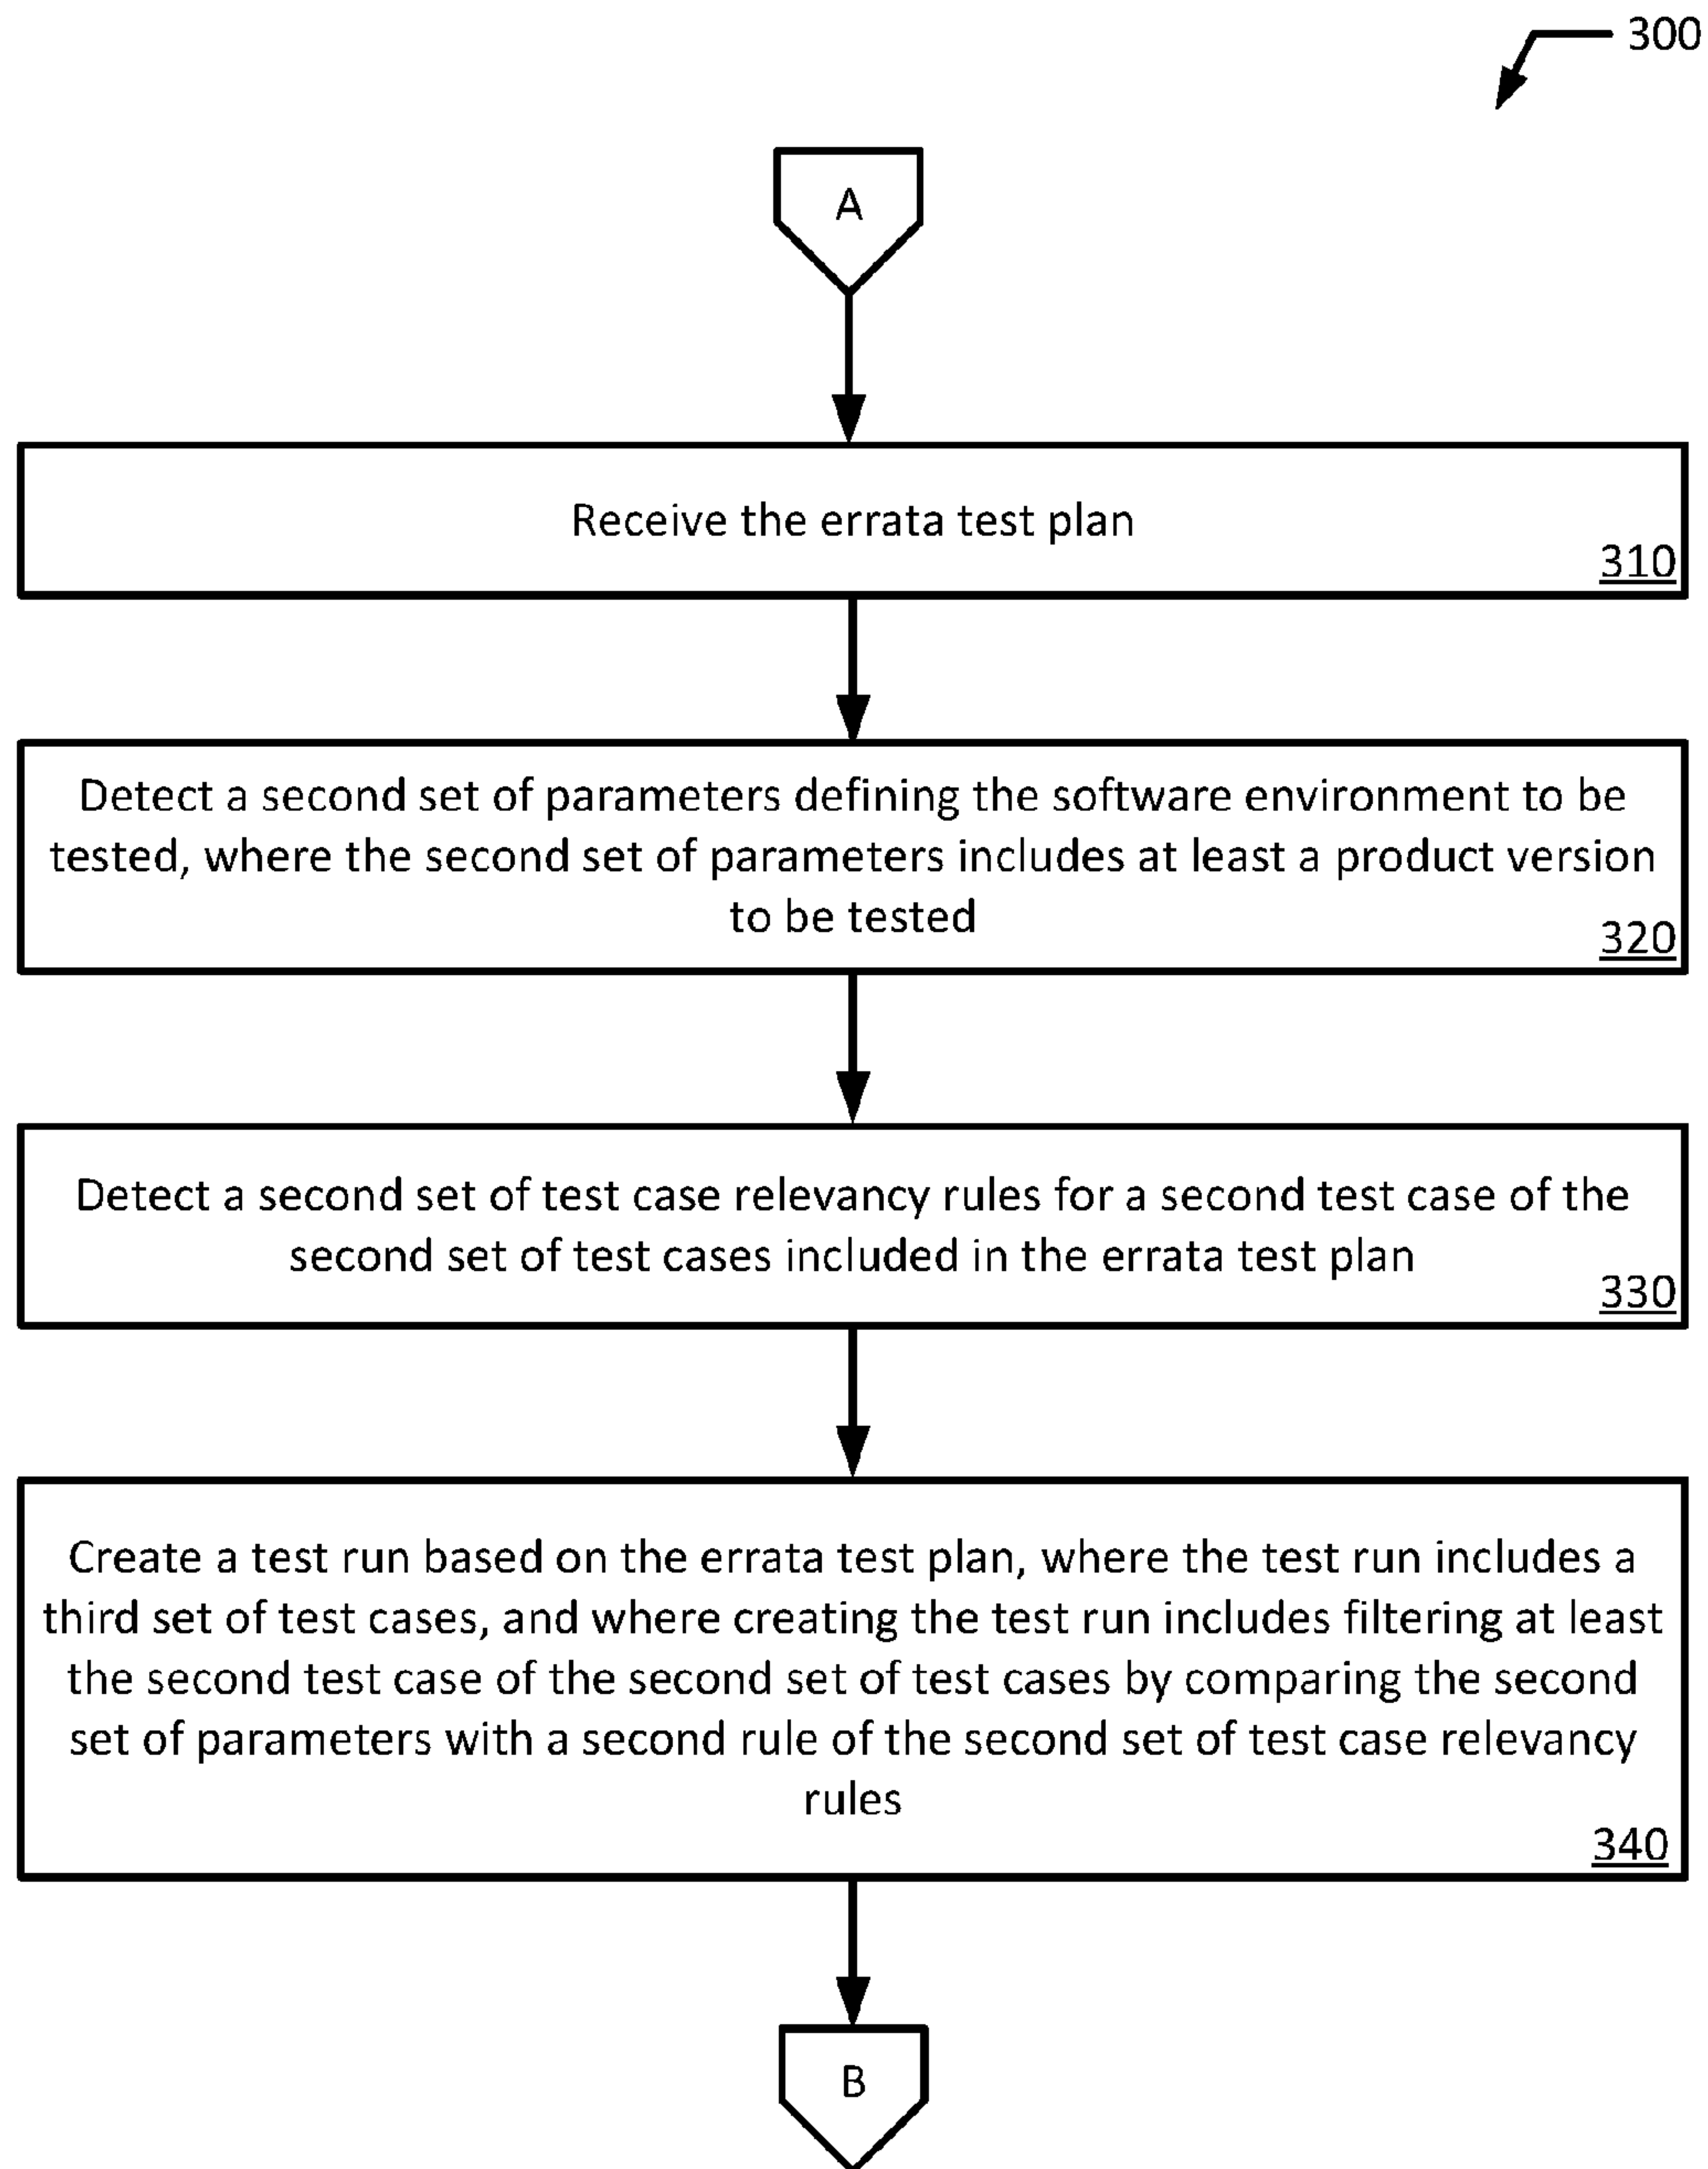 300
A
Receive the errata test plan
310
Detect a second set of parameters defining the software environment to be
tested, where the second set of parameters includes at least a product version
to be tested
320
Detect a second set of test case relevancy rules for a second test case of the
second set of test cases included in the errata test plan
330
Create a test run based on the errata test plan, where the test run includes a
third set of test cases, and where creating the test run includes filtering at least
the second test case of the second set of test cases by comparing the second
set of parameters with a second rule of the second set of test case relevancy
rules
340
B